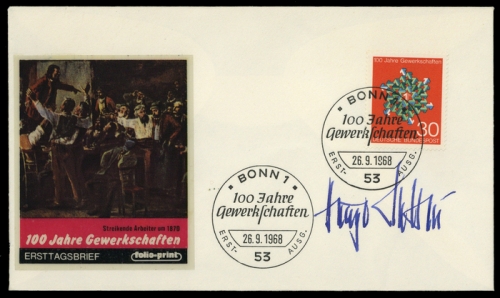 Streikende Arbeiter um 1875
100 Jahre Gewerkschaften
ERSTTAGSBRIEF folio-print
100 Jahre Gewerkschaften
30
DEUTSCHE BUNDESPOST
BONN 1
100 Jahre
Gewerkschaften
ERST- AUSG.
26.9.1968
53
BONN 1
100 Jahre
Gewerkschaften
ERST- AUSG.
26.9.1968
53